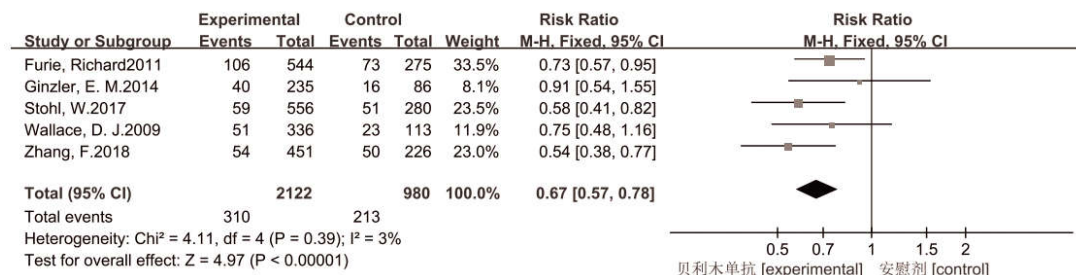 Experimental Control Risk Ratio Risk Ratio
Study or Subgroup Events Total Events Total Weight M-H, Fixed, 95% CI M-H, Fixed, 95% CI
Furie, Richard2011 106 544 73 275 33.5% 0.73 [0.57, 0.95]
Ginzler, E. M.2014 40 235 16 86 8.1% 0.91 [0.54, 1.55]
Stohl, W.2017 59 556 51 280 23.5% 0.58 [0.41, 0.82]
Wallace, D. J.2009 51 336 23 113 11.9% 0.75 [0.48, 1.16]
Zhang, F.2018 54 451 50 226 23.0% 0.54 [0.38, 0.77]
Total (95% CI) 2122 980 100.0% 0.67 [0.57, 0.78]
Total events 310 213
Heterogeneity: Chi² = 4.11, df = 4 (P = 0.39); I² = 3%
Test for overall effect: Z = 4.97 (P < 0.00001)
0.5 0.7 1 1.5 2
贝利木单抗 [experimental] 安慰剂 [control]